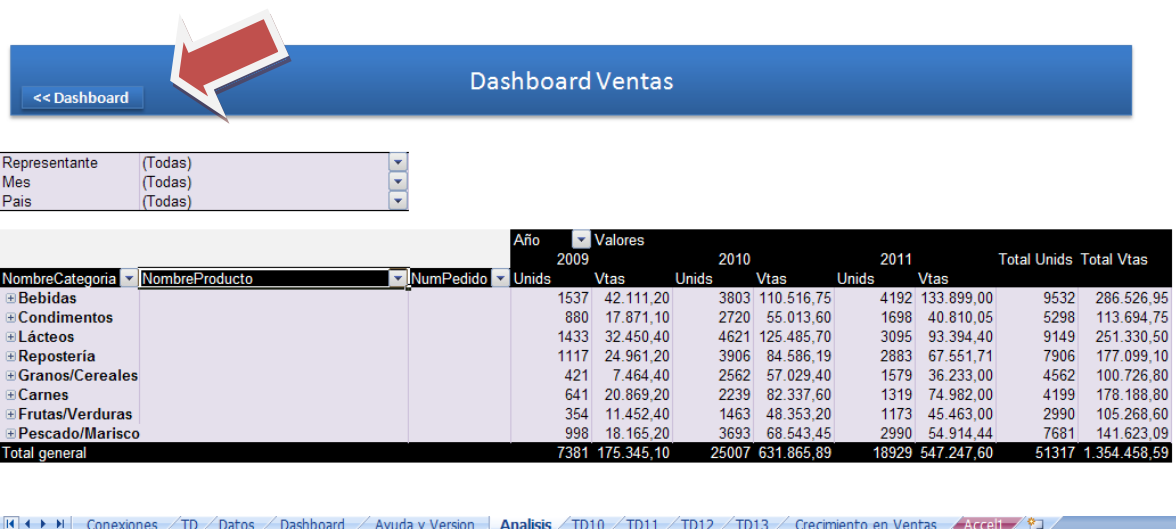 Dashboard Ventas
<< Dashboard
Representante (Todas)
Mes (Todas)
Pais (Todas)
Año Valores
2009 2010 2011 Total Unids Total Vtas
NombreCategoria NombreProducto NumPedido Unids Vtas Unids Vtas Unids Vtas
Bebidas 1537 42.111,20 3803 110.516,75 4192 133.899,00 9532 286.526,95
Condimentos 880 17.871,10 2720 55.013,60 1698 40.810,05 5298 113.694,75
Lácteos 1433 32.450,40 4621 125.485,70 3095 93.394,40 9149 251.330,50
Repostería 1117 24.961,20 3906 84.586,19 2883 67.551,71 7906 177.099,10
Granos/Cereales 421 7.464,40 2562 57.029,40 1579 36.233,00 4562 100.726,80
Carnes 641 20.869,20 2239 82.337,60 1319 74.982,00 4199 178.188,80
Frutas/Verduras 354 11.452,40 1463 48.353,20 1173 45.463,00 2990 105.268,60
Pescado/Marisco 998 18.165,20 3693 68.543,45 2990 54.914,44 7681 141.623,09
Total general 7381 175.345,10 25007 631.865,89 18929 547.247,60 51317 1.354.458,59
Conexiones TD Datos Dashboard Ayuda y Version Analisis TD10 TD11 TD12 TD13 Crecimiento en Ventas Accel1